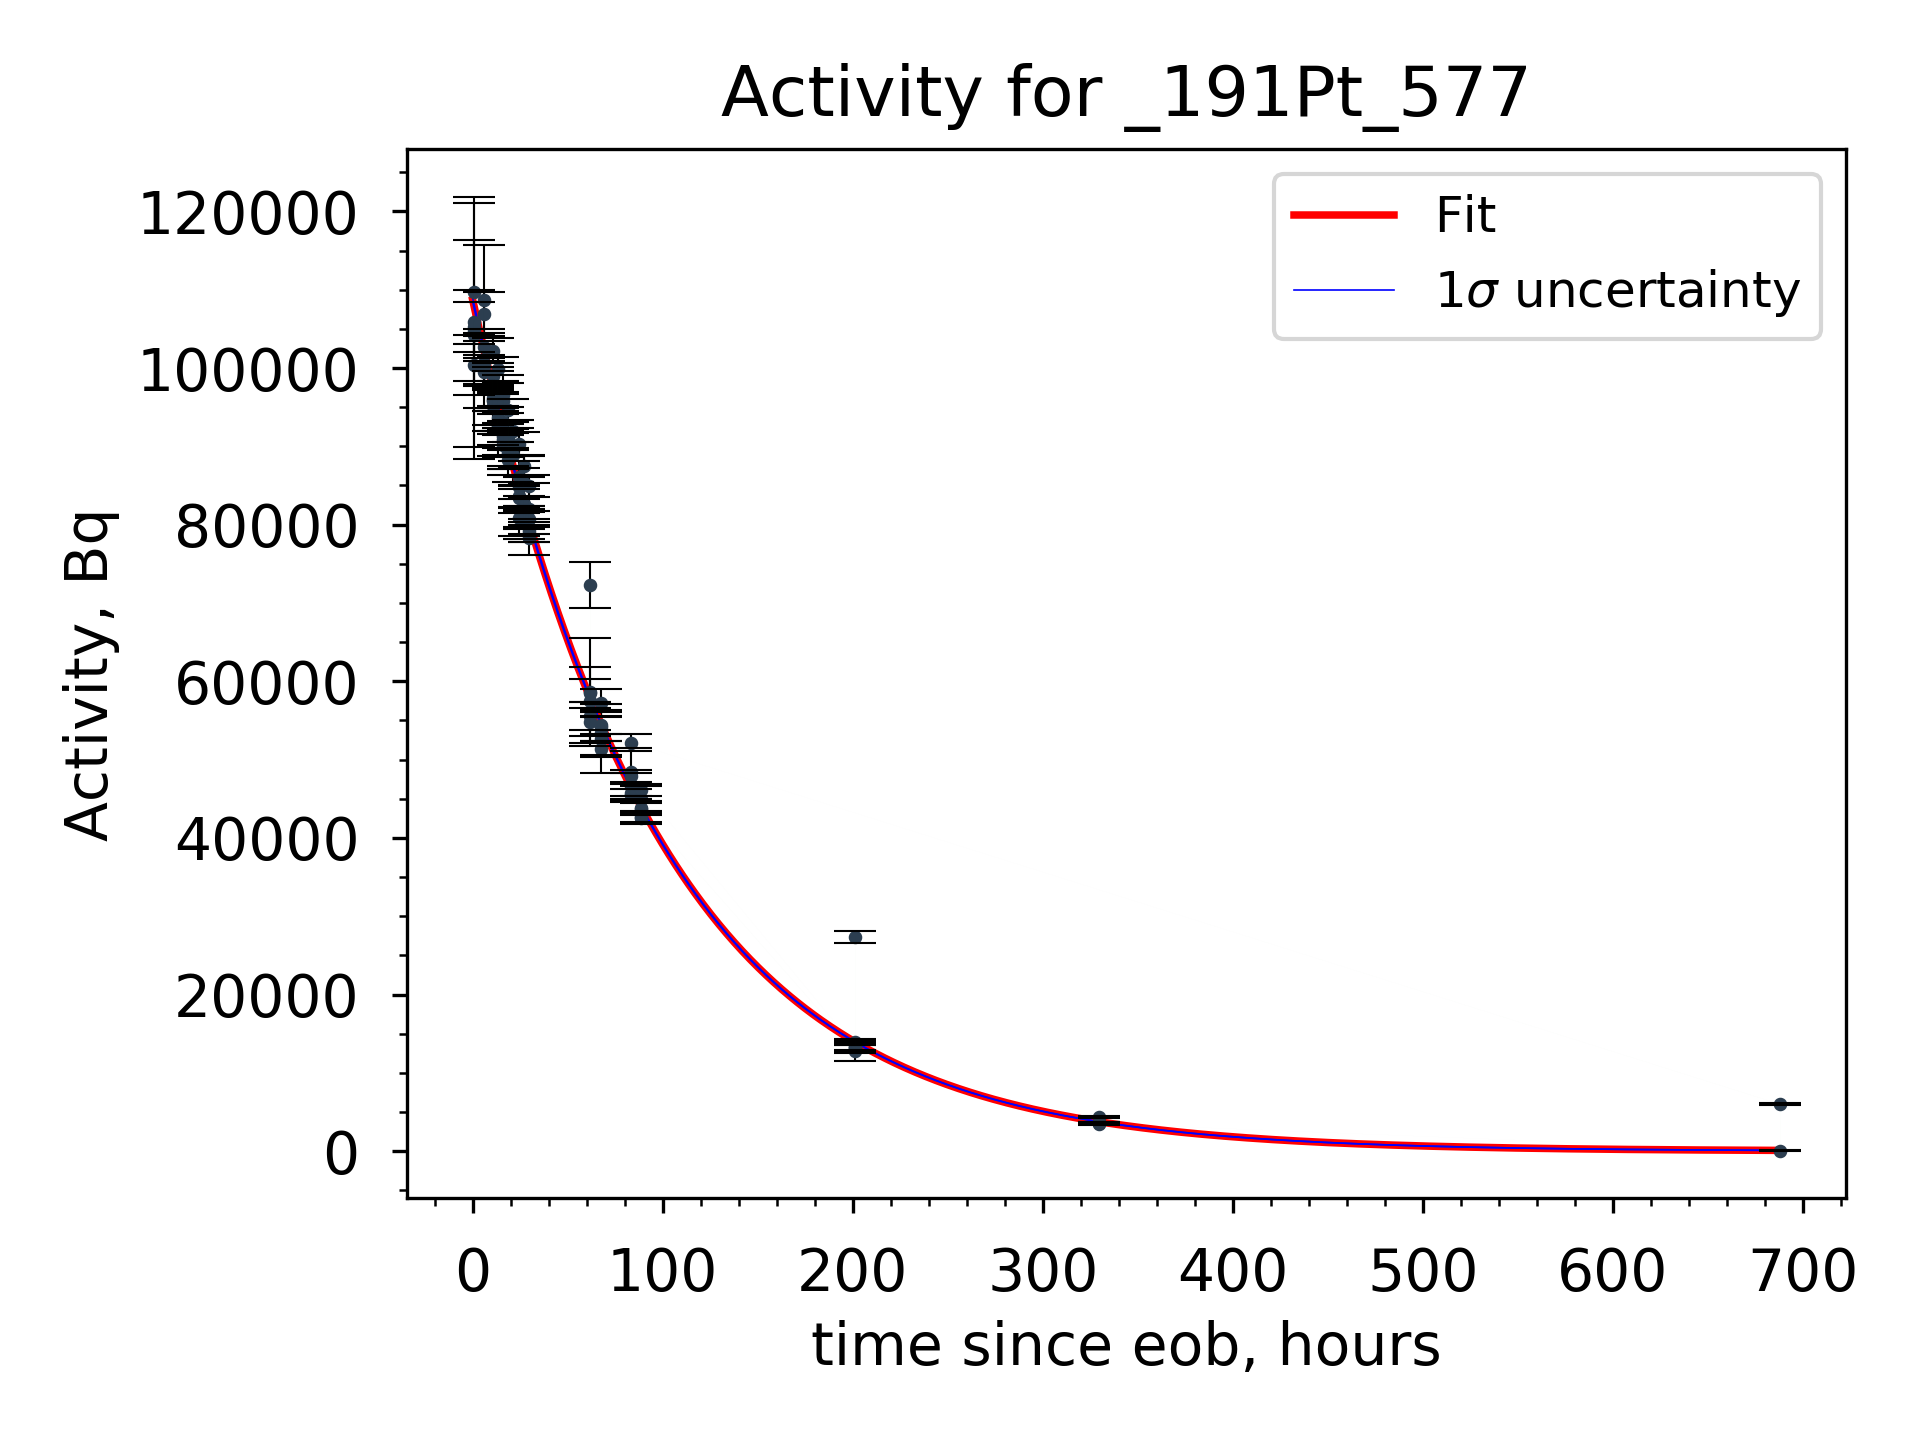 Activity for _191Pt_577
Fit
1σ uncertainty
Activity, Bq
120000
100000
80000
60000
40000
20000
0
0 100 200 300 400 500 600 700
time since eob, hours